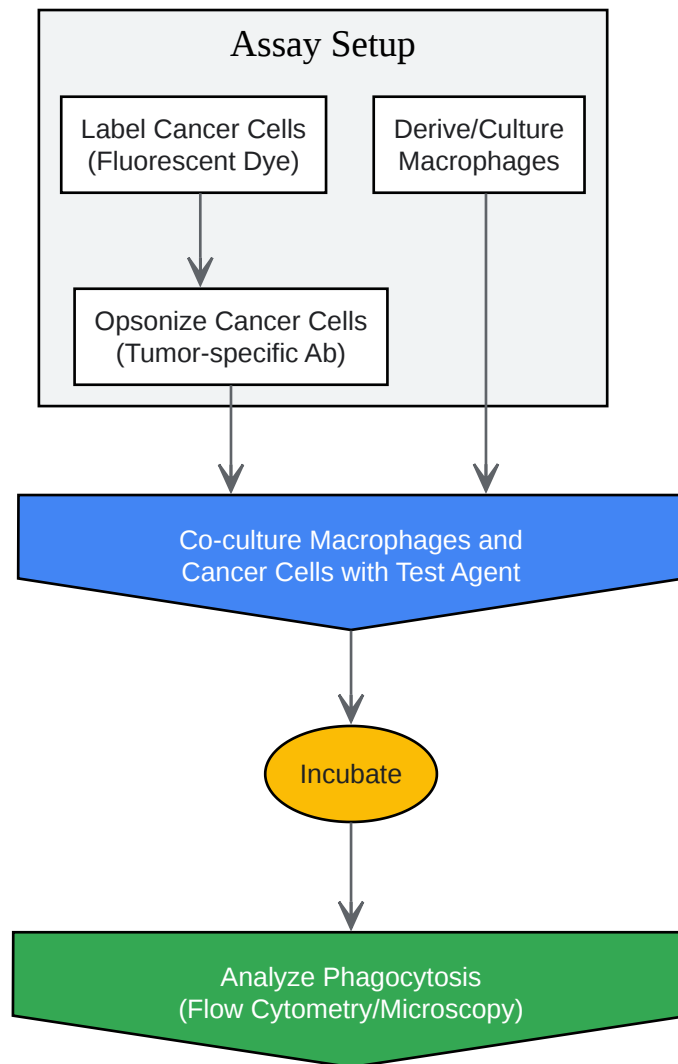 Assay Setup
Label Cancer Cells
(Fluorescent Dye)
Derive/Culture
Macrophages
Opsonize Cancer Cells
(Tumor-specific Ab)
Co-culture Macrophages and
Cancer Cells with Test Agent
Incubate
Analyze Phagocytosis
(Flow Cytometry/Microscopy)